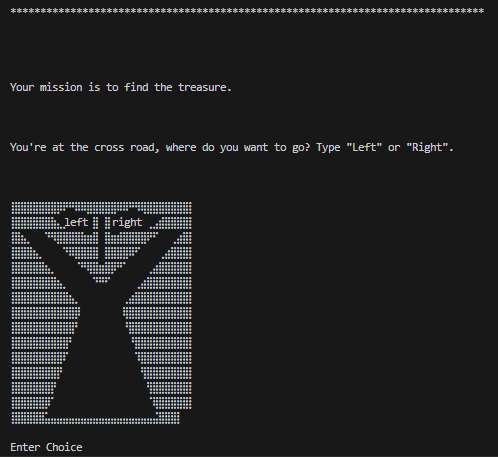 Your mission is to find the treasure.
You're at the cross road, where do you want to go? Type "Left" or "Right".
left right
Enter Choice